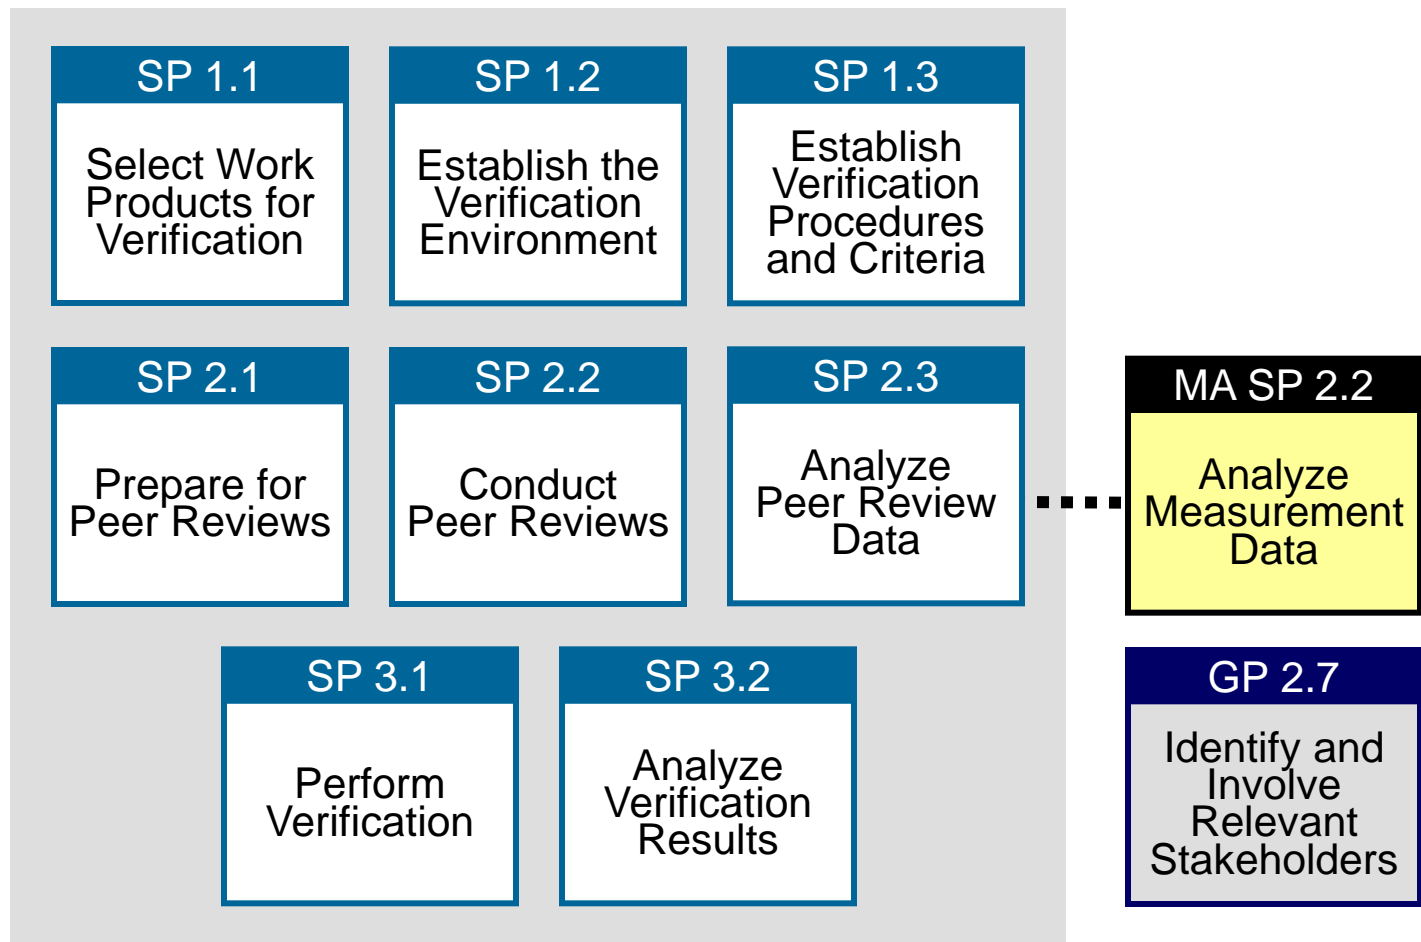 SP 1.1
Select Work
Products for
Verification
SP 1.2
Establish the
Verification
Environment
SP 1.3
Establish
Verification
Procedures
and Criteria
SP 2.1
Prepare for
Peer Reviews
SP 2.2
Conduct
Peer Reviews
SP 2.3
Analyze
Peer Review
Data
MA SP 2.2
Analyze
Measurement
Data
SP 3.1
Perform
Verification
SP 3.2
Analyze
Verification
Results
GP 2.7
Identify and
Involve
Relevant
Stakeholders